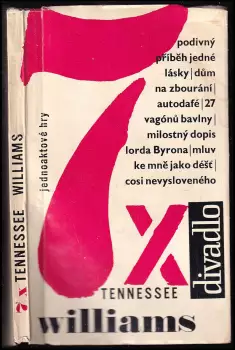 7x TENNESSEE WILLIAMS
jednoaktové hry
7
podivný
příběh jedné
lásky | dům
na zbourání
autodafé | 27
vagónů bavlny |
milostný dopis
lorda Byrona | mluv
ke mně jako déšť |
cosi nevysloveného
x
divadlo
TENNESSEE
williams